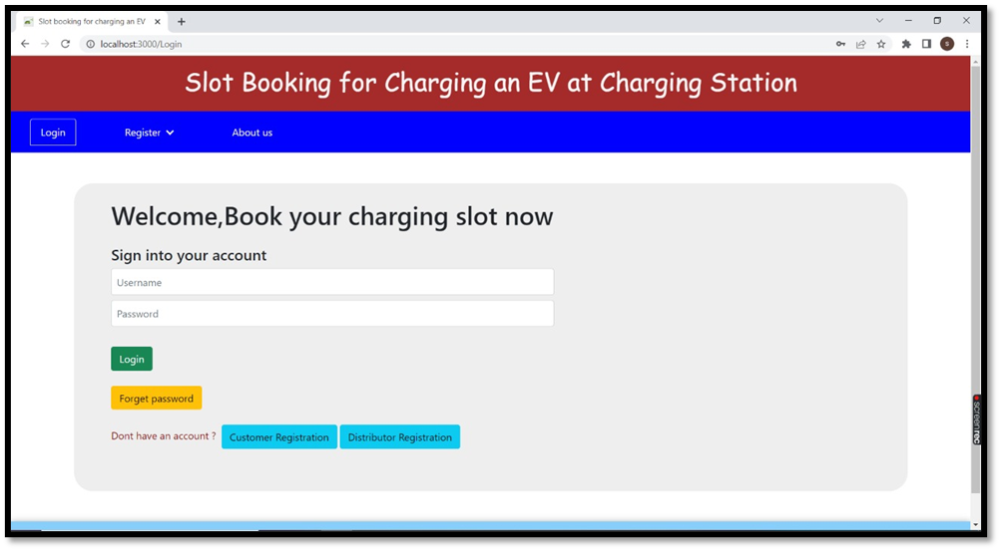 Slot booking for charging an EV
localhost:3000/Login
S
Slot Booking for Charging an EV at Charging Station
Login Register About us
Welcome,Book your charging slot now
Sign into your account
Username
Password
Login
Forget password
Dont have an account ? Customer Registration Distributor Registration
screenrec